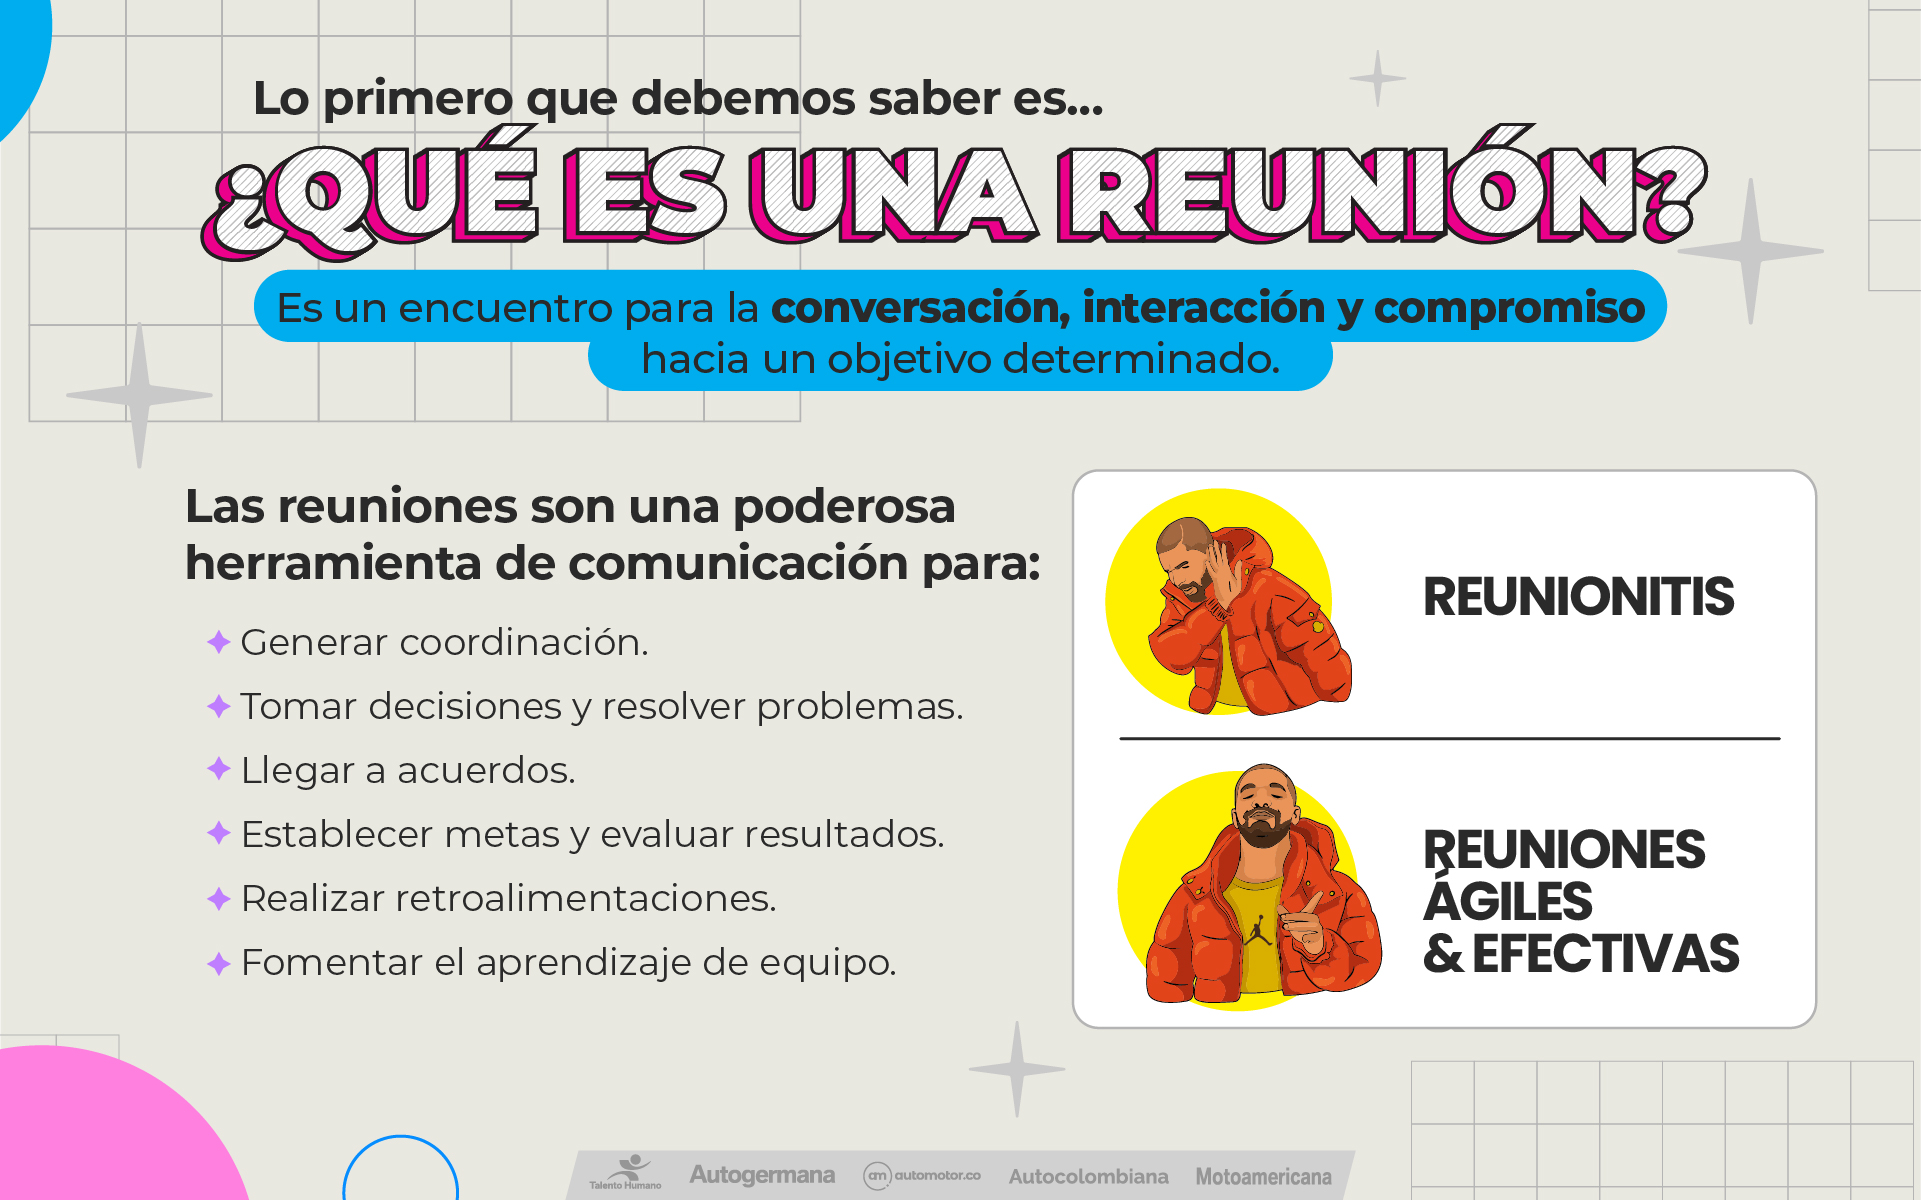 Lo primero que debemos saber es...
¿QUÉ ES UNA REUNIÓN?
Es un encuentro para la conversación, interacción y compromiso
hacia un objetivo determinado.
Las reuniones son una poderosa
herramienta de comunicación para:
Generar coordinación.
Tomar decisiones y resolver problemas.
Llegar a acuerdos.
Establecer metas y evaluar resultados.
Realizar retroalimentaciones.
Fomentar el aprendizaje de equipo.
REUNIONITIS
REUNIONES
ÁGILES
& EFECTIVAS
Talento Humano
Autogermana
am automotor.co
Autocolombiana
Motoamericana